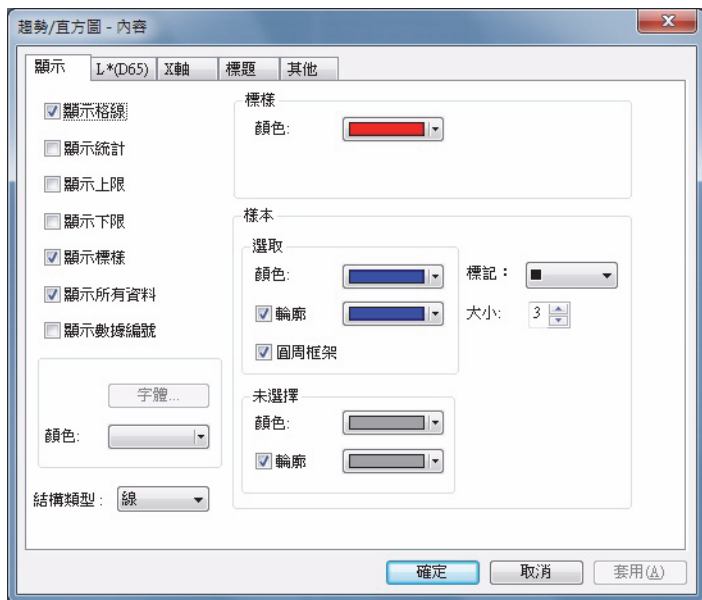 趨勢/直方圖 - 內容
顯示 L*(D65) X軸 標題 其他
顯示格線
顯示統計
顯示上限
顯示下限
顯示標樣
顯示所有資料
顯示數據編號
字體...
顏色:
結構類型: 線
標樣
顏色:
樣本
選取
顏色:
輪廓
圓周框架
標記:
大小: 3
未選擇
顏色:
輪廓
確定 取消 套用(A)